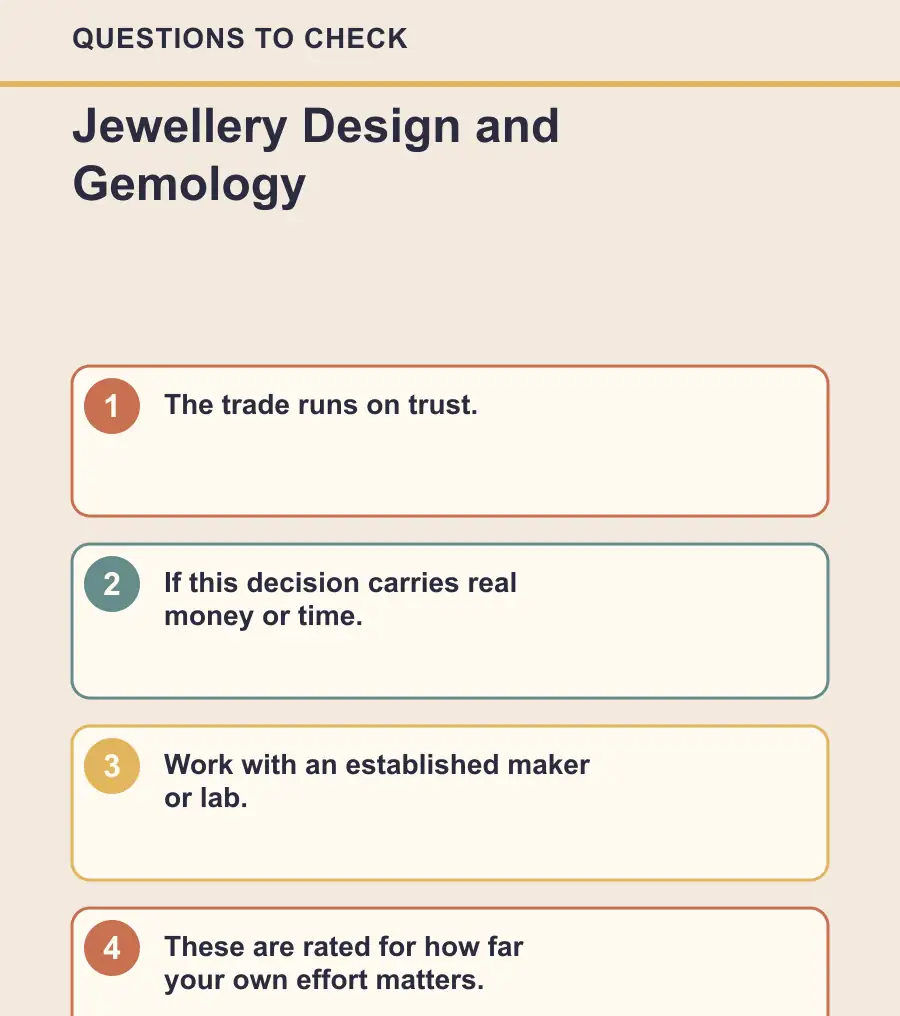 QUESTIONS TO CHECK
Jewellery Design and
Gemology
1
The trade runs on trust.
2
If this decision carries real
money or time.
3
Work with an established maker
or lab.
4
These are rated for how far
your own effort matters.